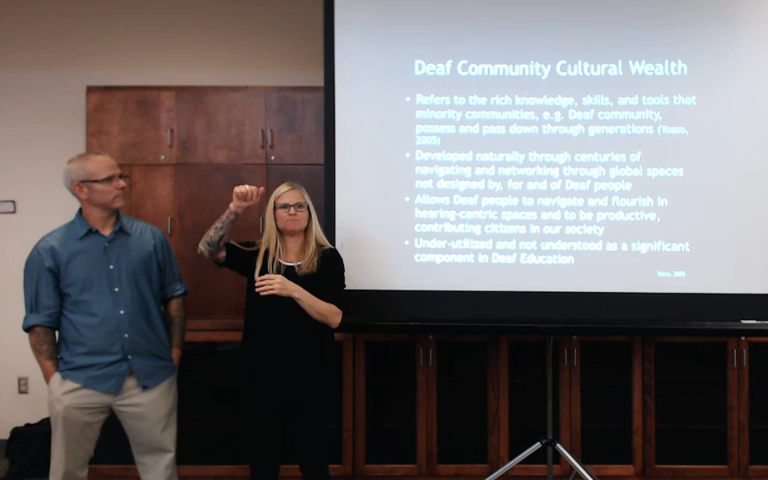 Deaf Community Cultural Wealth
• Refers to the rich knowledge, skills, and tools that
minority communities, e.g. Deaf community,
possess and pass down through generations (Yosso,
2005)
• Developed naturally through centuries of
navigating and networking through global spaces
not designed by, for and of Deaf people
• Allows Deaf people to navigate and flourish in
hearing-centric spaces and to be productive,
contributing citizens in our society
• Under-utilized and not understood as a significant
component in Deaf Education
Yosso, 2005